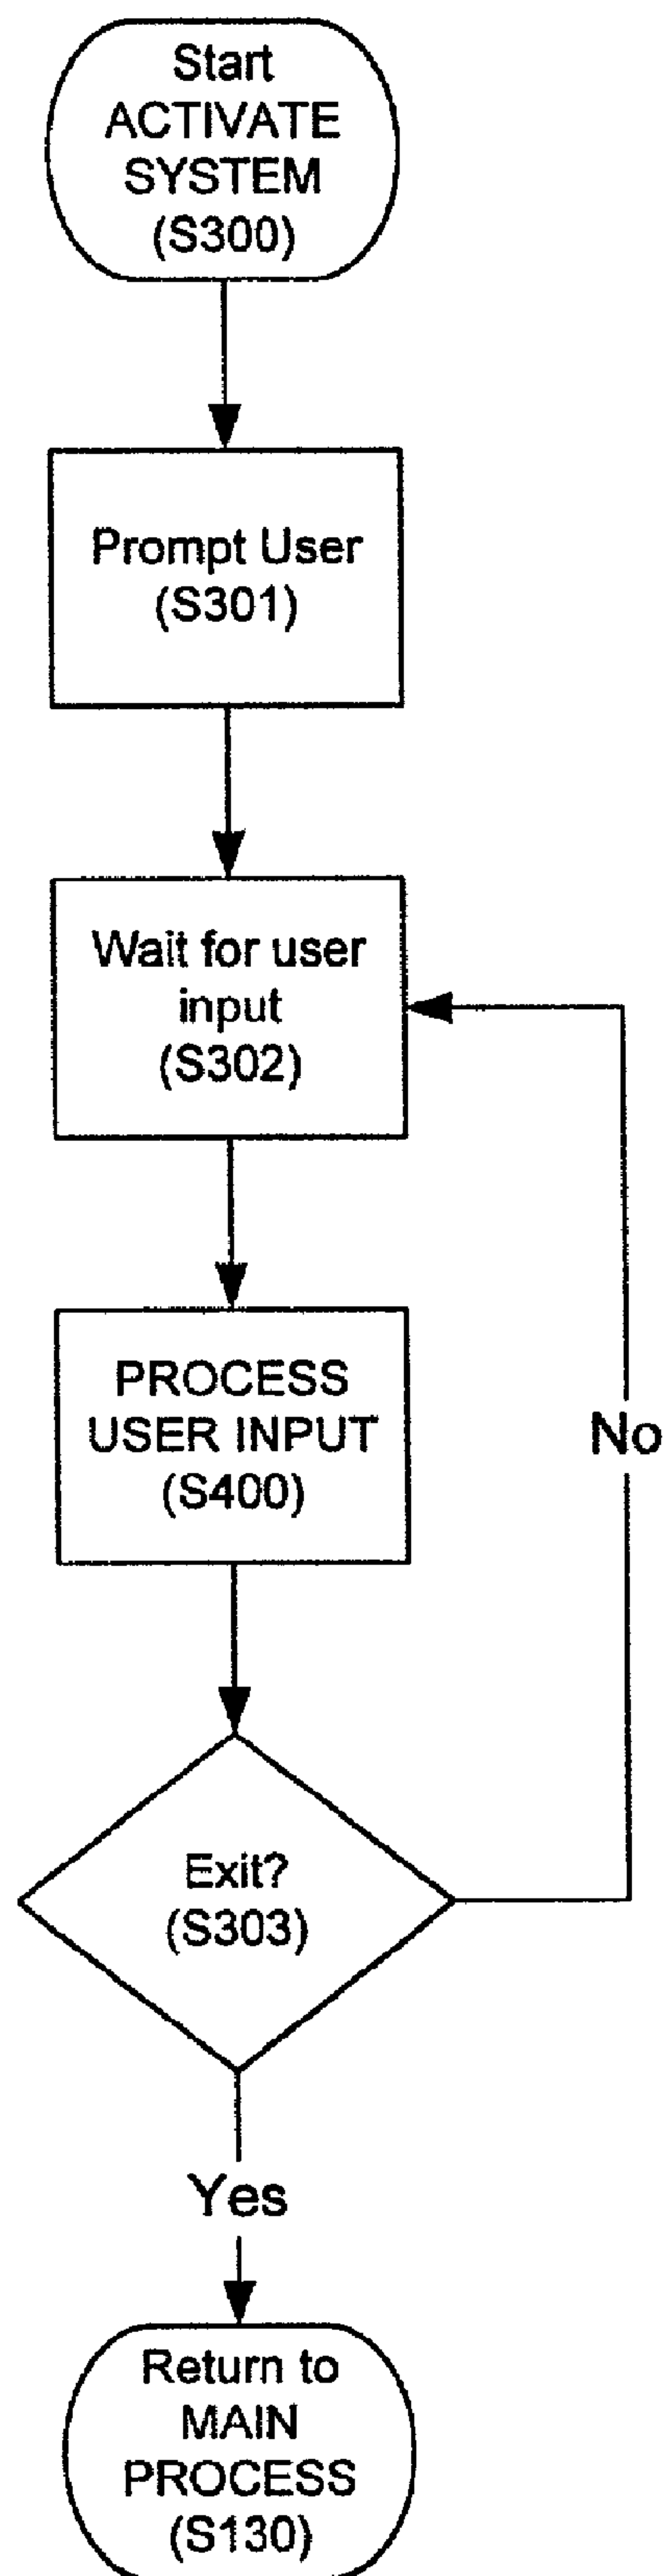 Start
ACTIVATE
SYSTEM
(S300)
Prompt User
(S301)
Wait for user
input
(S302)
PROCESS
USER INPUT
(S400)
No
Exit?
(S303)
Yes
Return to
MAIN
PROCESS
(S130)